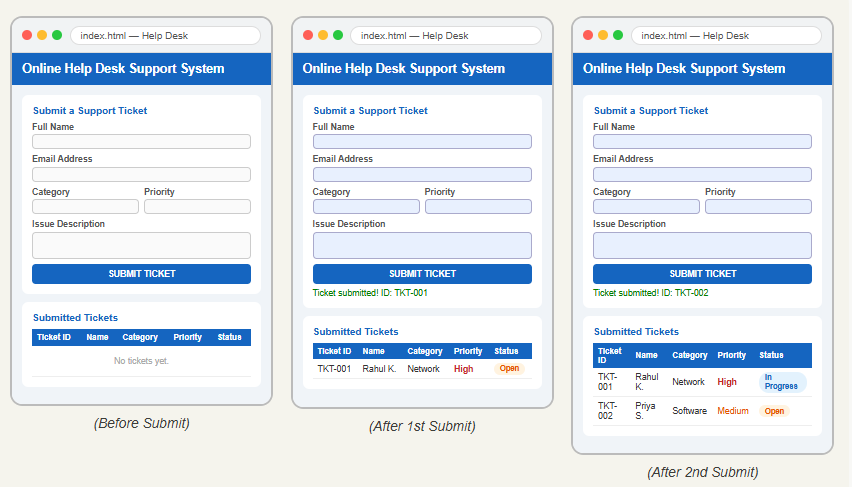 index.html — Help Desk
Online Help Desk Support System
Submit a Support Ticket
Full Name
Email Address
Category Priority
Issue Description
SUBMIT TICKET
Submitted Tickets
Ticket ID Name Category Priority Status
No tickets yet.
(Before Submit)
index.html — Help Desk
Online Help Desk Support System
Submit a Support Ticket
Full Name
Email Address
Category Priority
Issue Description
SUBMIT TICKET
Ticket submitted! ID: TKT-001
Submitted Tickets
Ticket ID Name Category Priority Status
TKT-001 Rahul K. Network High Open
(After 1st Submit)
index.html — Help Desk
Online Help Desk Support System
Submit a Support Ticket
Full Name
Email Address
Category Priority
Issue Description
SUBMIT TICKET
Ticket submitted! ID: TKT-002
Submitted Tickets
Ticket ID Name Category Priority Status
TKT-001 Rahul K. Network High In Progress
TKT-002 Priya S. Software Medium Open
(After 2nd Submit)